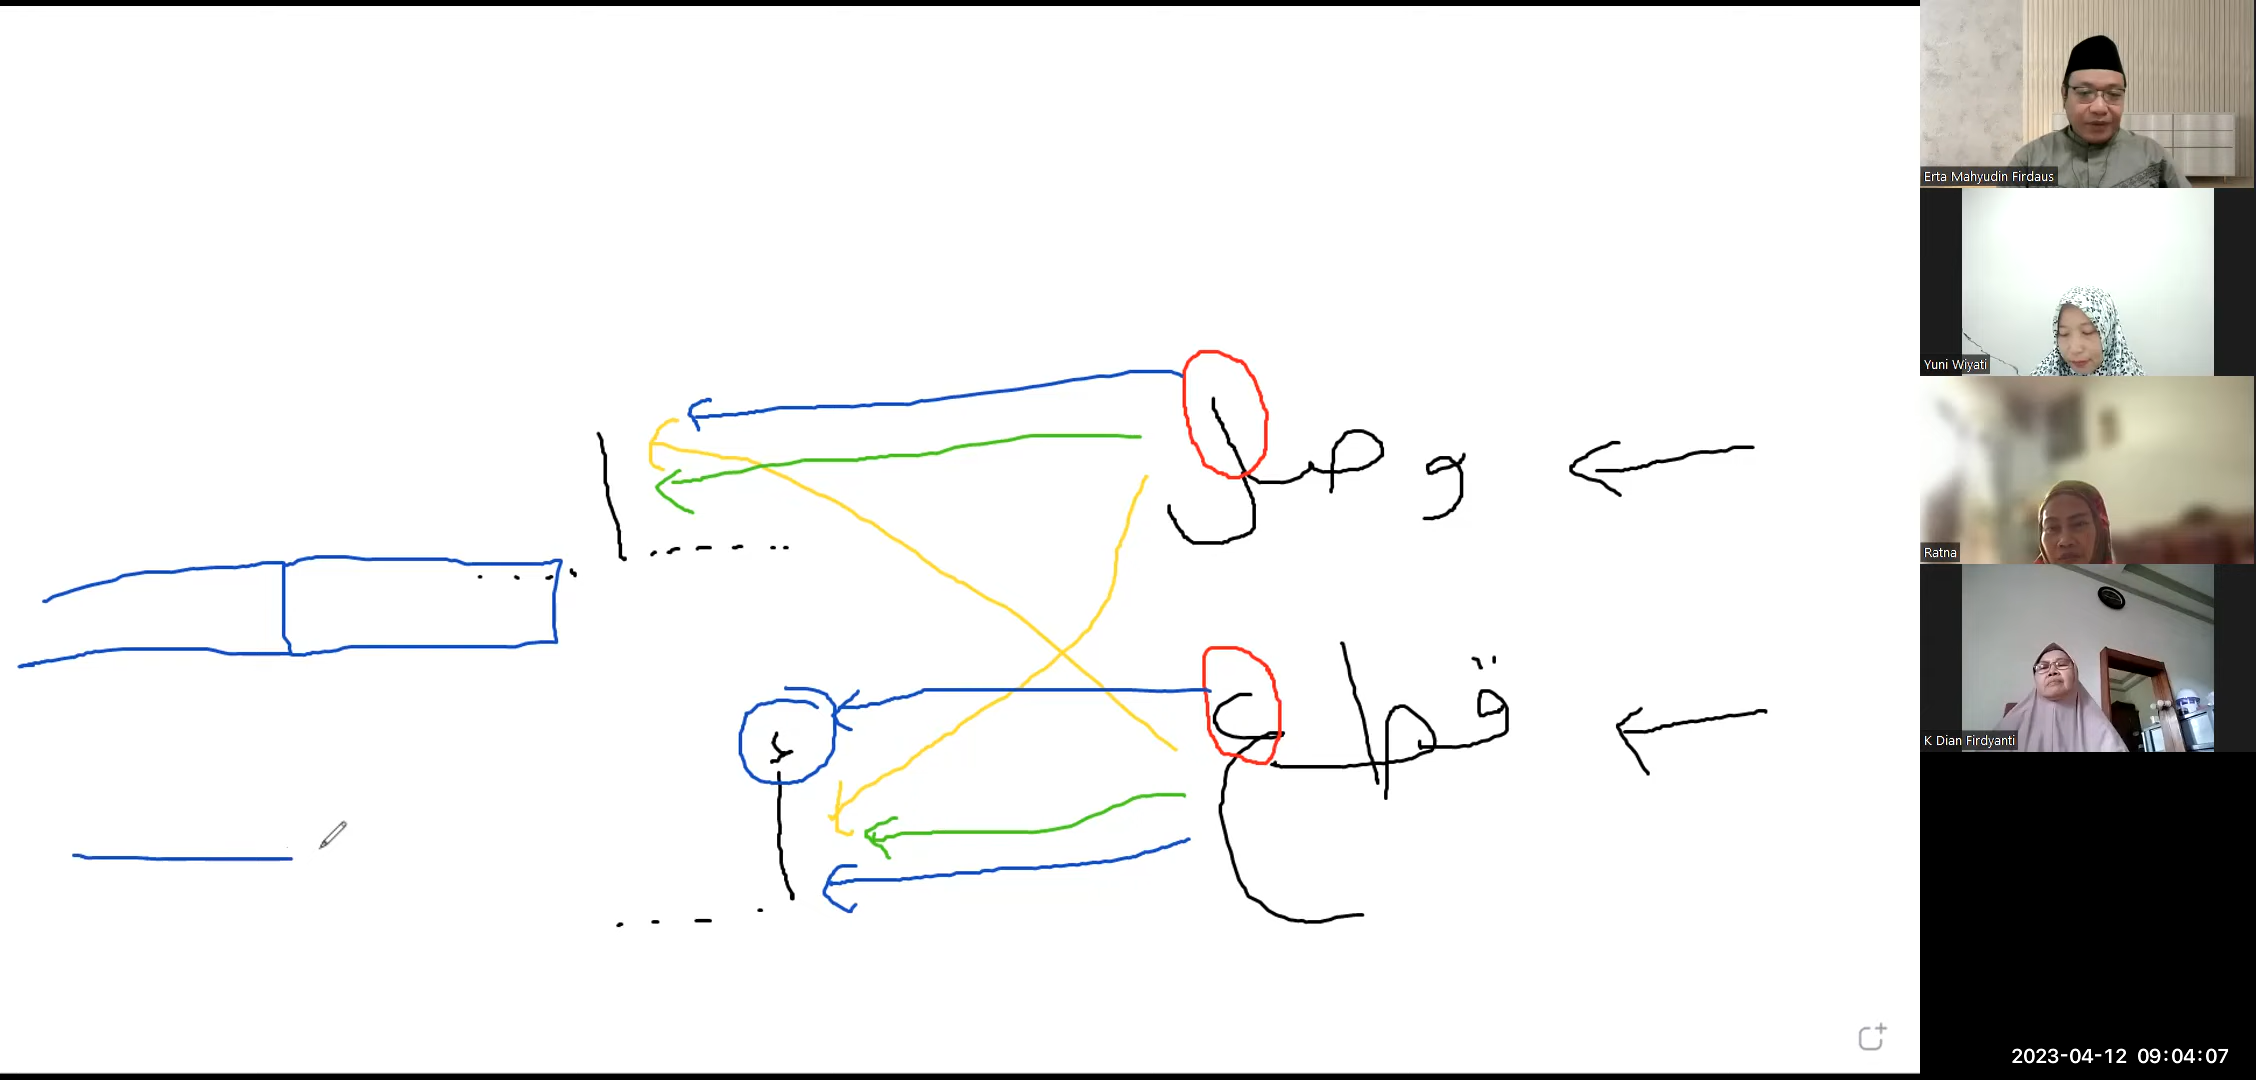 وصل ا
قطع أ
Erta Mahyudin Firdaus
Yuni Wiyati
Ratna
K Dian Firdyanti
2023-04-12 09:04:07